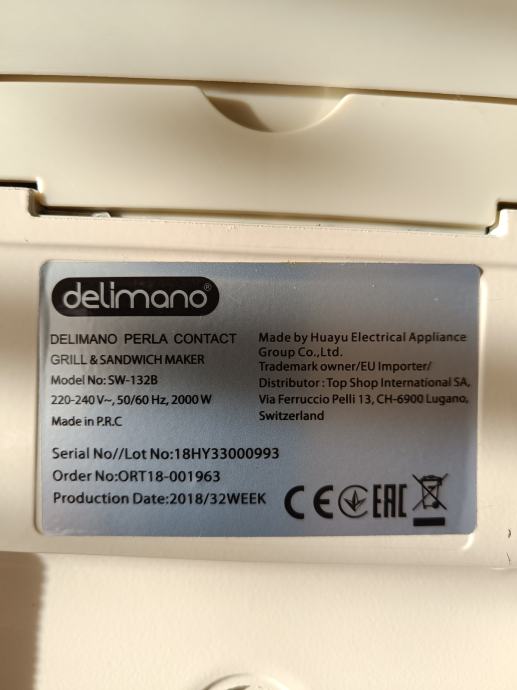 delimano®
DELIMANO PERLA CONTACT
GRILL & SANDWICH MAKER
Model No: SW-132B
220-240 V~, 50/60 Hz, 2000 W
Made in P.R.C
Made by Huayu Electrical Appliance
Group Co.,Ltd.
Trademark owner/EU Importer/
Distributor : Top Shop International SA,
Via Ferruccio Pelli 13, CH-6900 Lugano,
Switzerland
Serial No//Lot No:18HY33000993
Order No:ORT18-001963
Production Date:2018/32WEEK
CE EAC